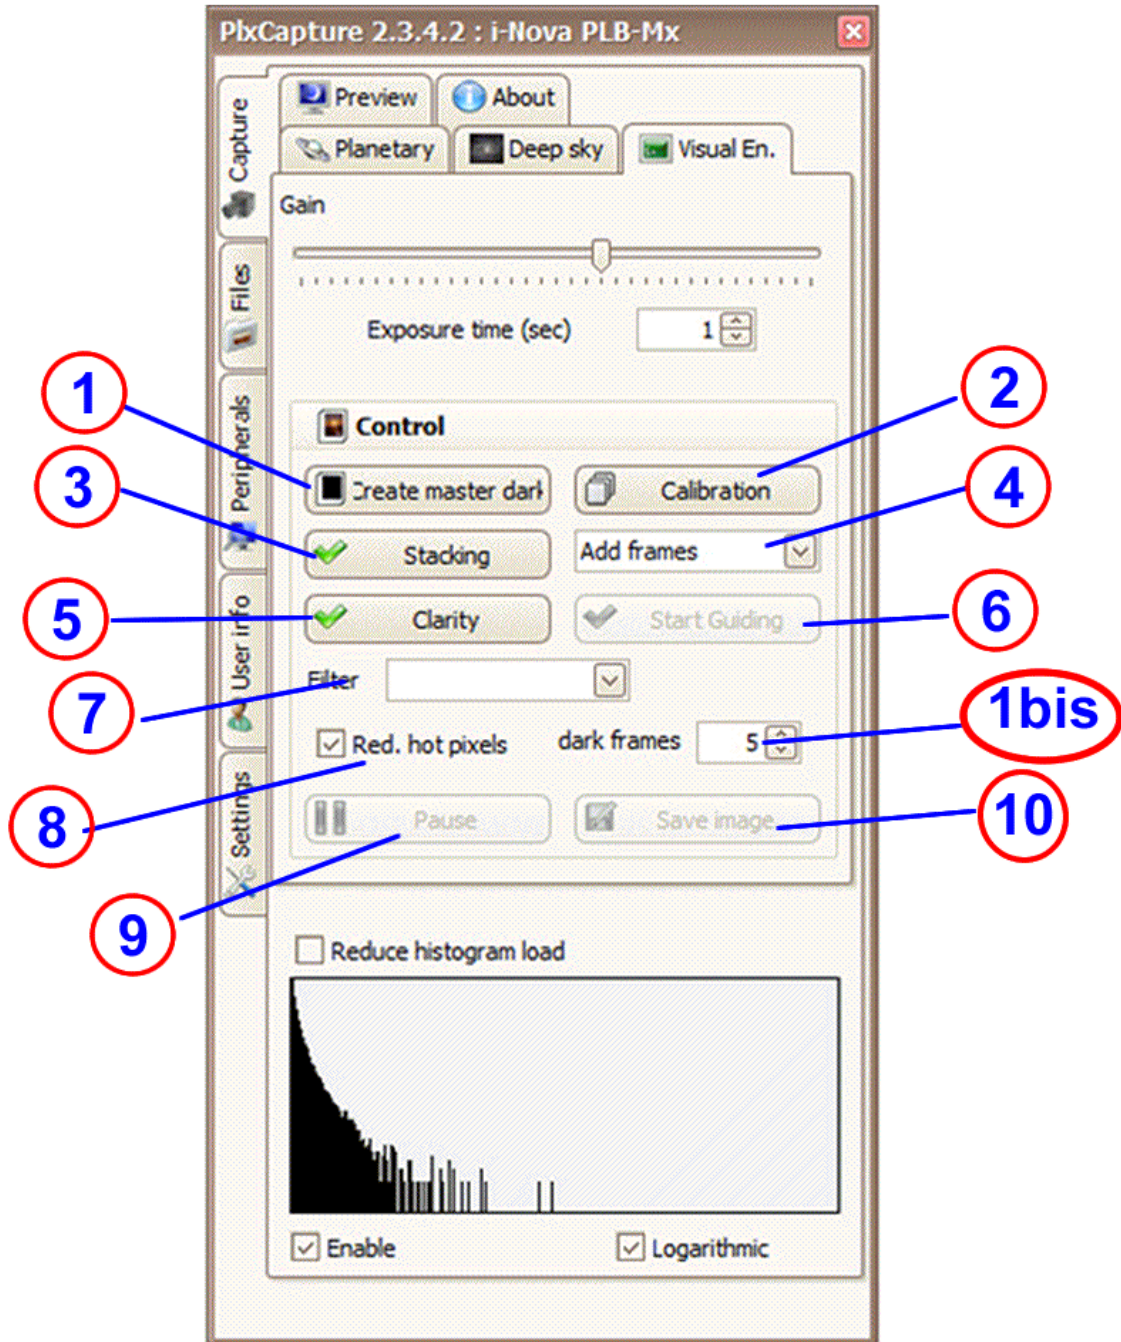 PlxCapture 2.3.4.2 : i-Nova PLB-Mx
Capture
Files
Peripherals
User info
Settings
Preview
About
Planetary
Deep sky
Visual En.
Gain
Exposure time (sec)
1
Control
1
Create master dark
Calibration
2
3
Stacking
Add frames
4
5
Clarity
Start Guiding
6
7
Filter
Red. hot pixels
dark frames
5
1bis
8
Pause
Save image
10
9
Reduce histogram load
Enable
Logarithmic